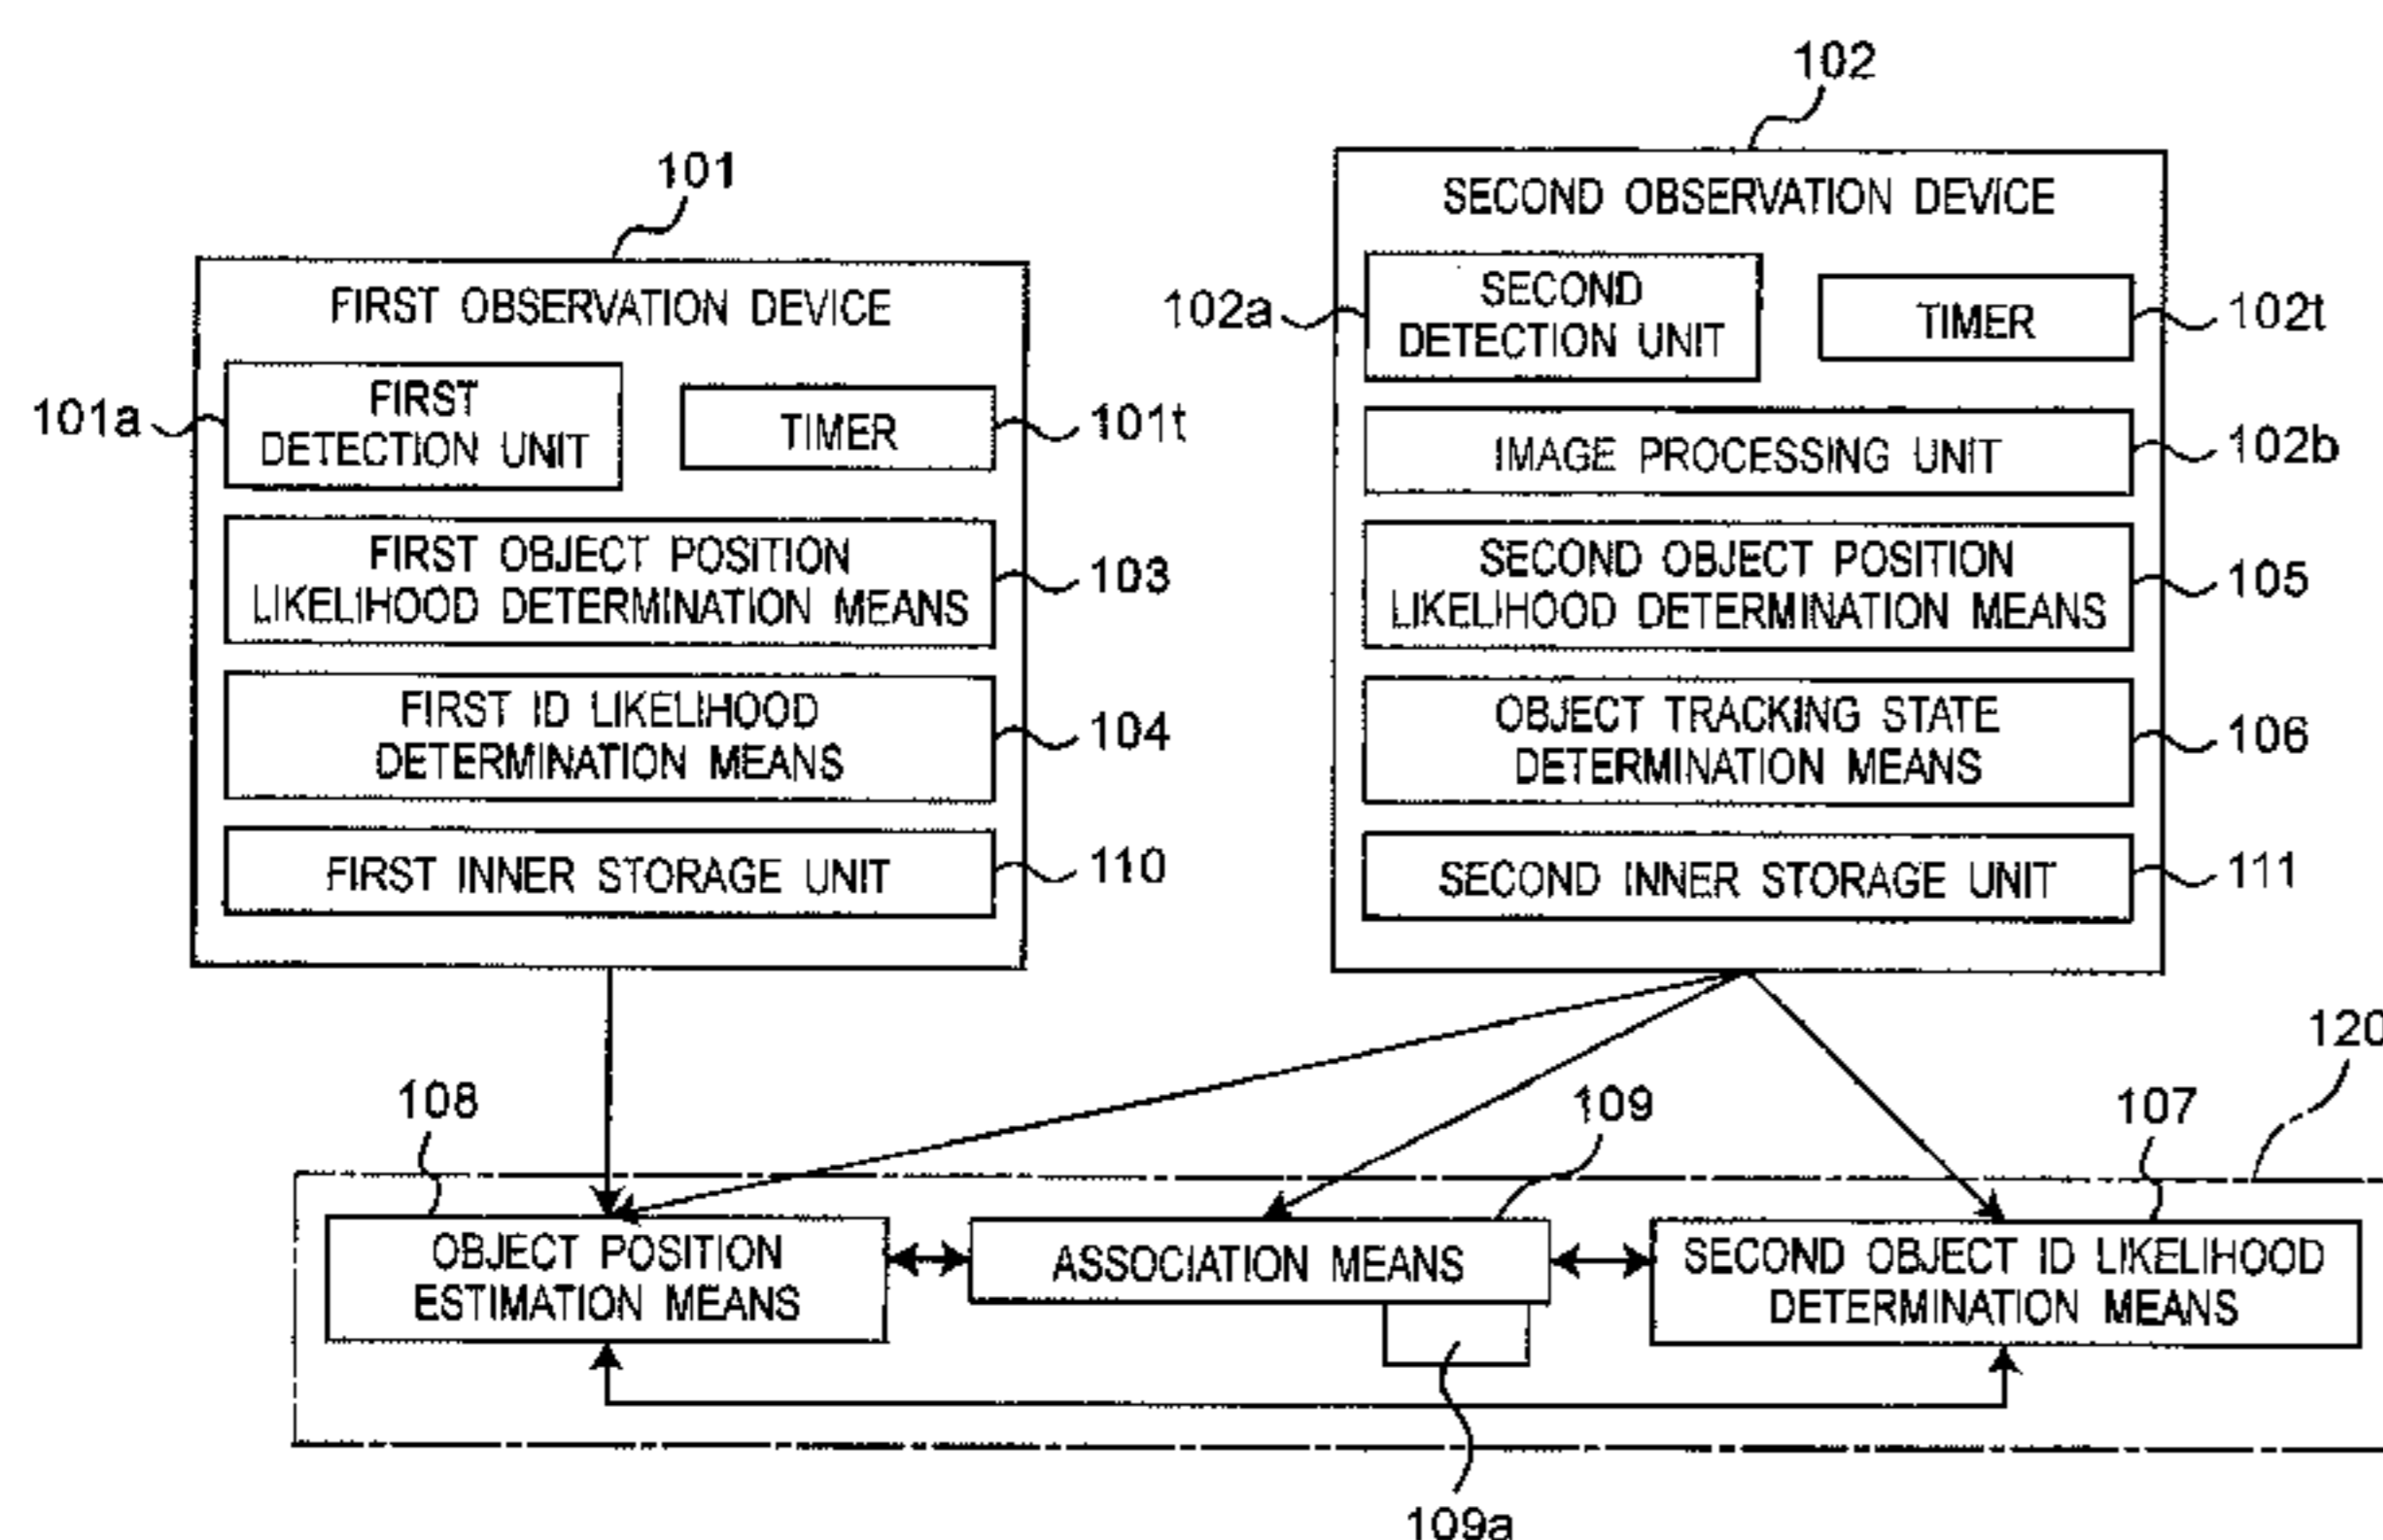 102
101
SECOND OBSERVATION DEVICE
FIRST OBSERVATION DEVICE
102a
SECOND
DETECTION UNIT
TIMER
102t
101a
FIRST
DETECTION UNIT
TIMER
101t
IMAGE PROCESSING UNIT
102b
FIRST OBJECT POSITION
LIKELIHOOD DETERMINATION MEANS
103
SECOND OBJECT POSITION
LIKELIHOOD DETERMINATION MEANS
105
FIRST ID LIKELIHOOD
DETERMINATION MEANS
104
OBJECT TRACKING STATE
DETERMINATION MEANS
106
FIRST INNER STORAGE UNIT
110
SECOND INNER STORAGE UNIT
111
120
108
109
107
OBJECT POSITION
ESTIMATION MEANS
ASSOCIATION MEANS
SECOND OBJECT ID LIKELIHOOD
DETERMINATION MEANS
109a